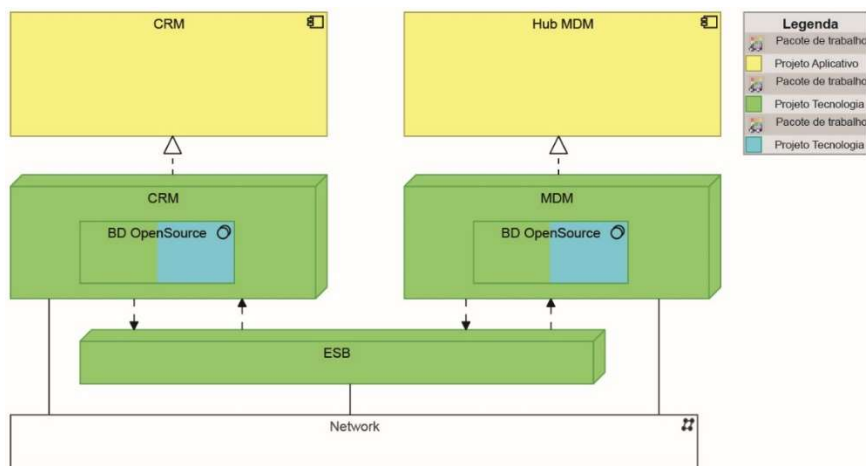 CRM
Hub MDM
CRM
BD OpenSource
MDM
BD OpenSource
ESB
Network
Legenda
Pacote de trabalho
Projeto Aplicativo
Pacote de trabalho
Projeto Tecnologia
Pacote de trabalho
Projeto Tecnologia